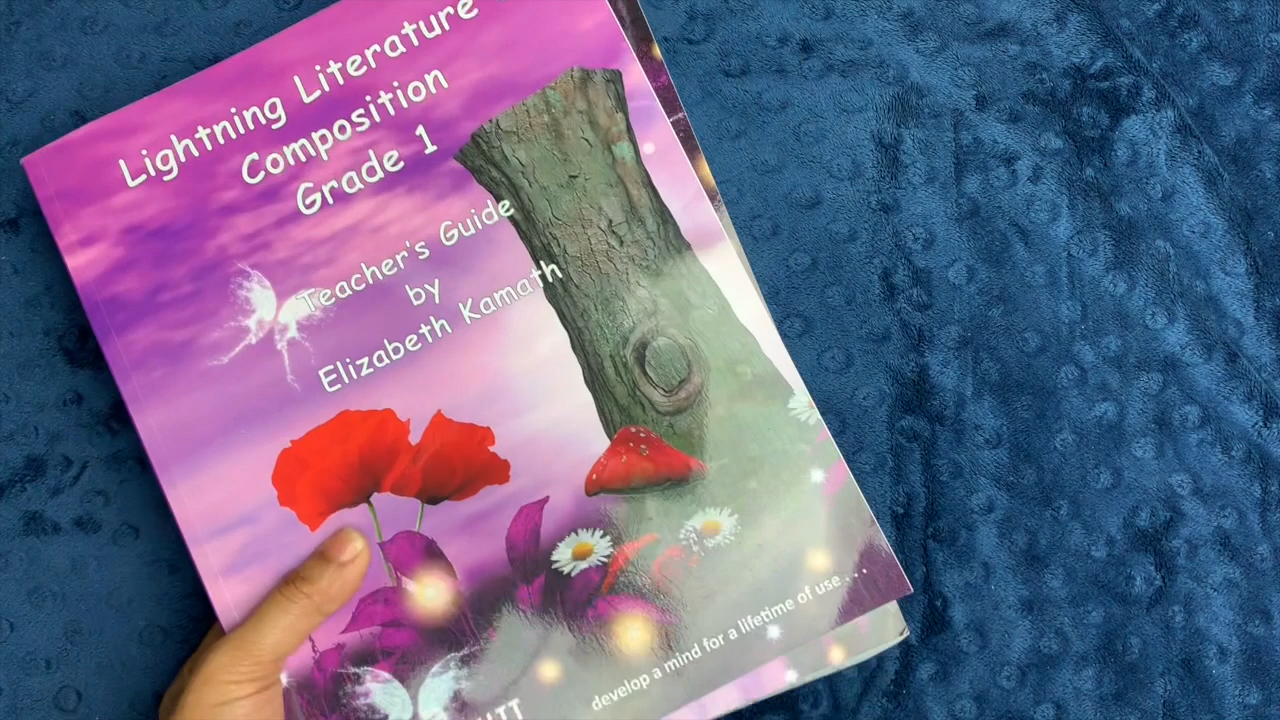 Lightning Literature
Composition
Grade 1
Teacher's Guide
by
Elizabeth Kamath
develop a mind for a lifetime of use . . .